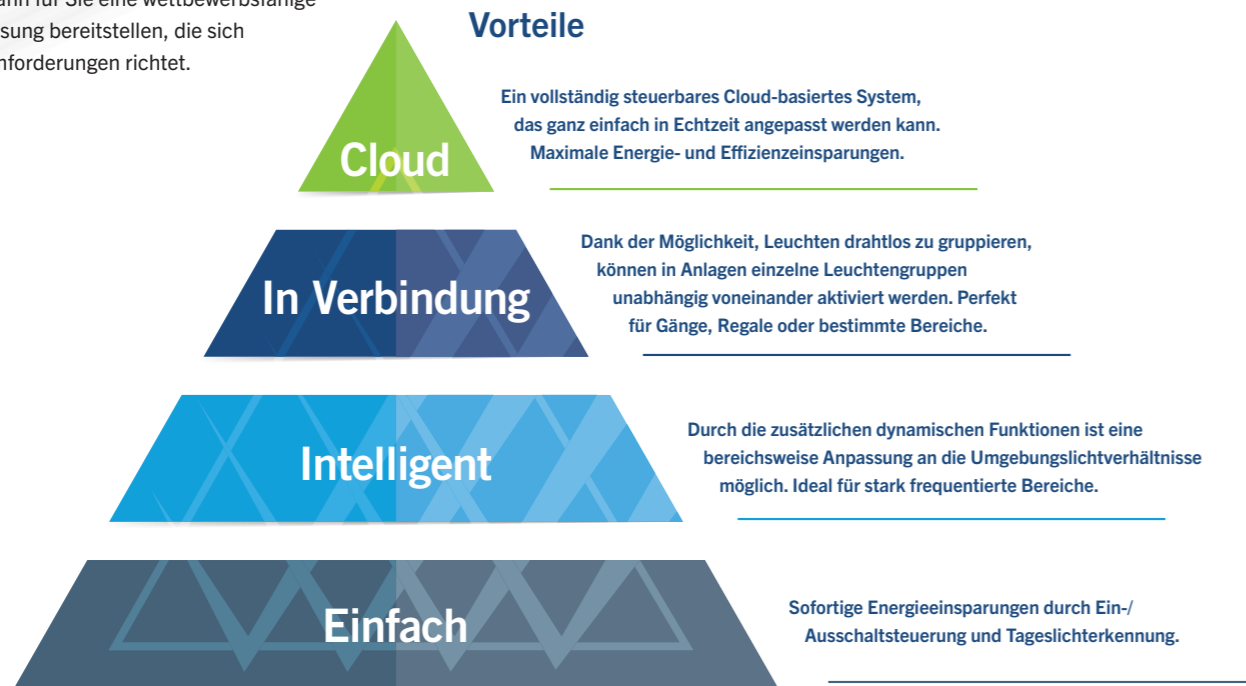 für Sie eine wettbewerbsfähige
bereitstellen, die sich
richtet.
Vorteile
Cloud
Ein vollständig steuerbares Cloud-basiertes System,
das ganz einfach in Echtzeit angepasst werden kann.
Maximale Energie- und Effizienzeinsparungen.
In Verbindung
Dank der Möglichkeit, Leuchten drahtlos zu gruppieren,
können in Anlagen einzelne Leuchtengruppen
unabhängig voneinander aktiviert werden. Perfekt
für Gänge, Regale oder bestimmte Bereiche.
Intelligent
Durch die zusätzlichen dynamischen Funktionen ist eine
bereichsweise Anpassung an die Umgebungslichtverhältnisse
möglich. Ideal für stark frequentierte Bereiche.
Einfach
Sofortige Energieeinsparungen durch Ein-/
Ausschaltsteuerung und Tageslichterkennung.